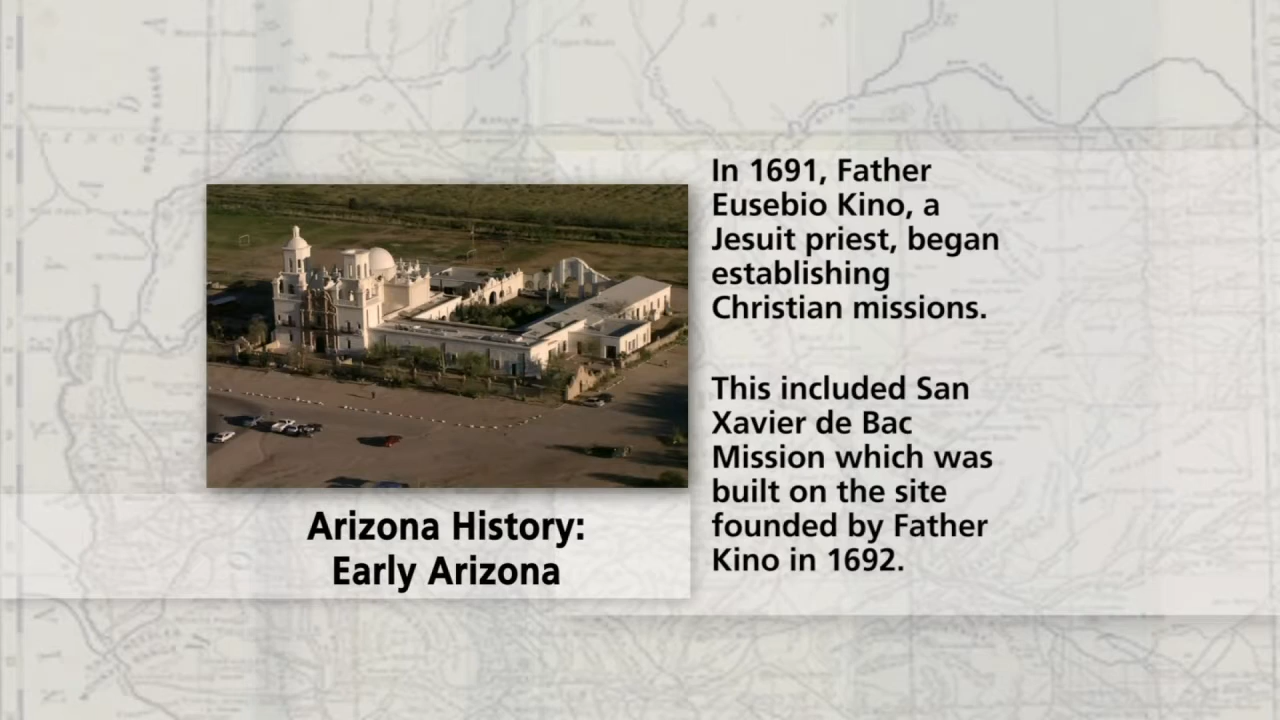 In 1691, Father
Eusebio Kino, a
Jesuit priest, began
establishing
Christian missions.
This included San
Xavier de Bac
Mission which was
built on the site
founded by Father
Kino in 1692.
Arizona History:
Early Arizona